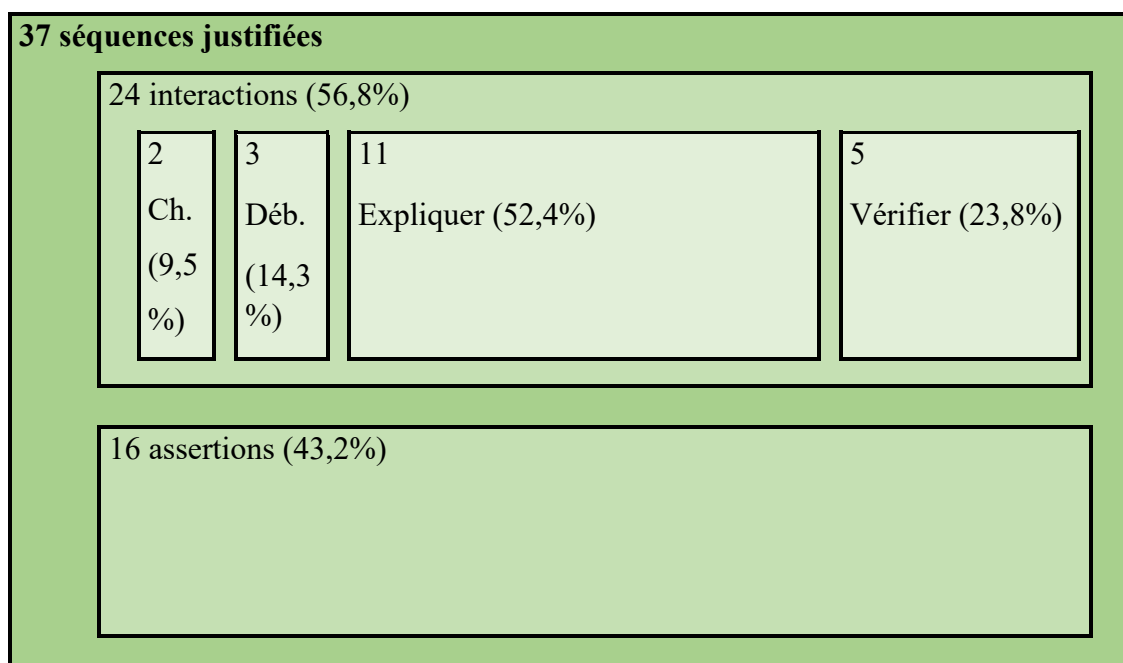 37 séquences justifiées
24 interactions (56,8%)
2
Ch.
(9,5
%)
3
Déb.
(14,3
%)
11
Expliquer (52,4%)
5
Vérifier (23,8%)
16 assertions (43,2%)